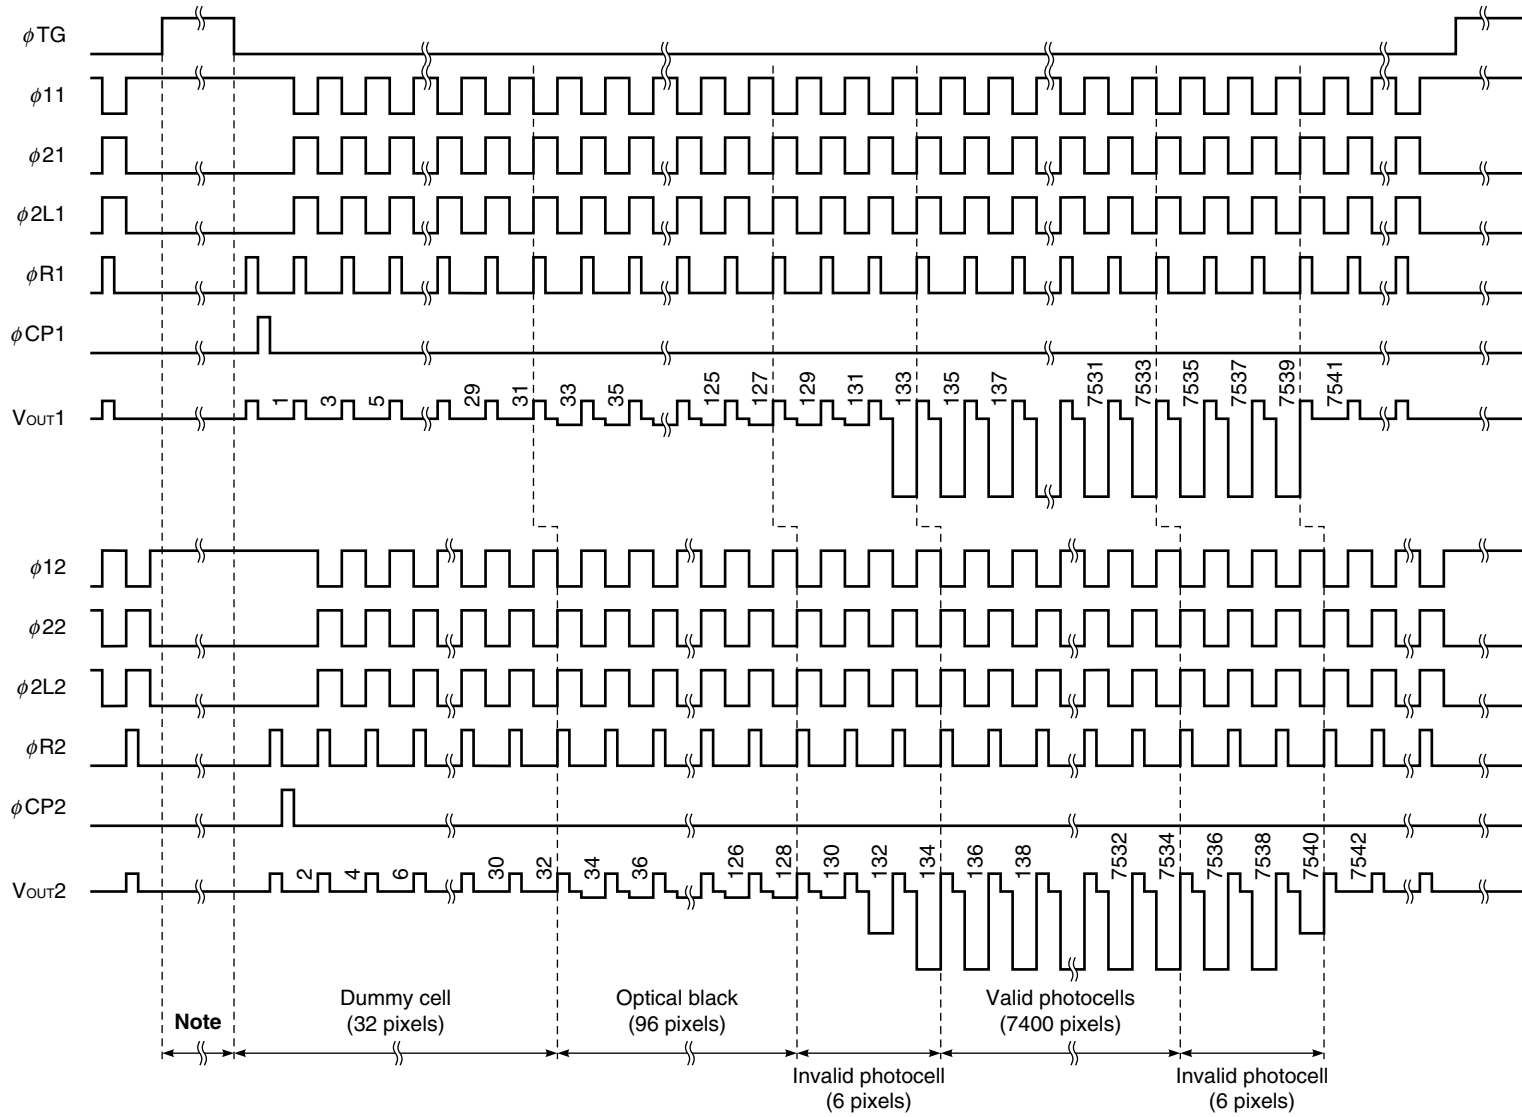 φTG
φ11
φ21
φ2L1
φR1
φCP1
VOUT1
1 3 5 29 31 33 35 125 127 129 131 133 135 137 7531 7533 7535 7537 7539 7541
φ12
φ22
φ2L2
φR2
φCP2
VOUT2
2 4 6 30 32 34 36 126 128 130 132 134 136 138 7532 7534 7536 7538 7540 7542
Note
Dummy cell
(32 pixels)
Optical black
(96 pixels)
Invalid photocell
(6 pixels)
Valid photocells
(7400 pixels)
Invalid photocell
(6 pixels)